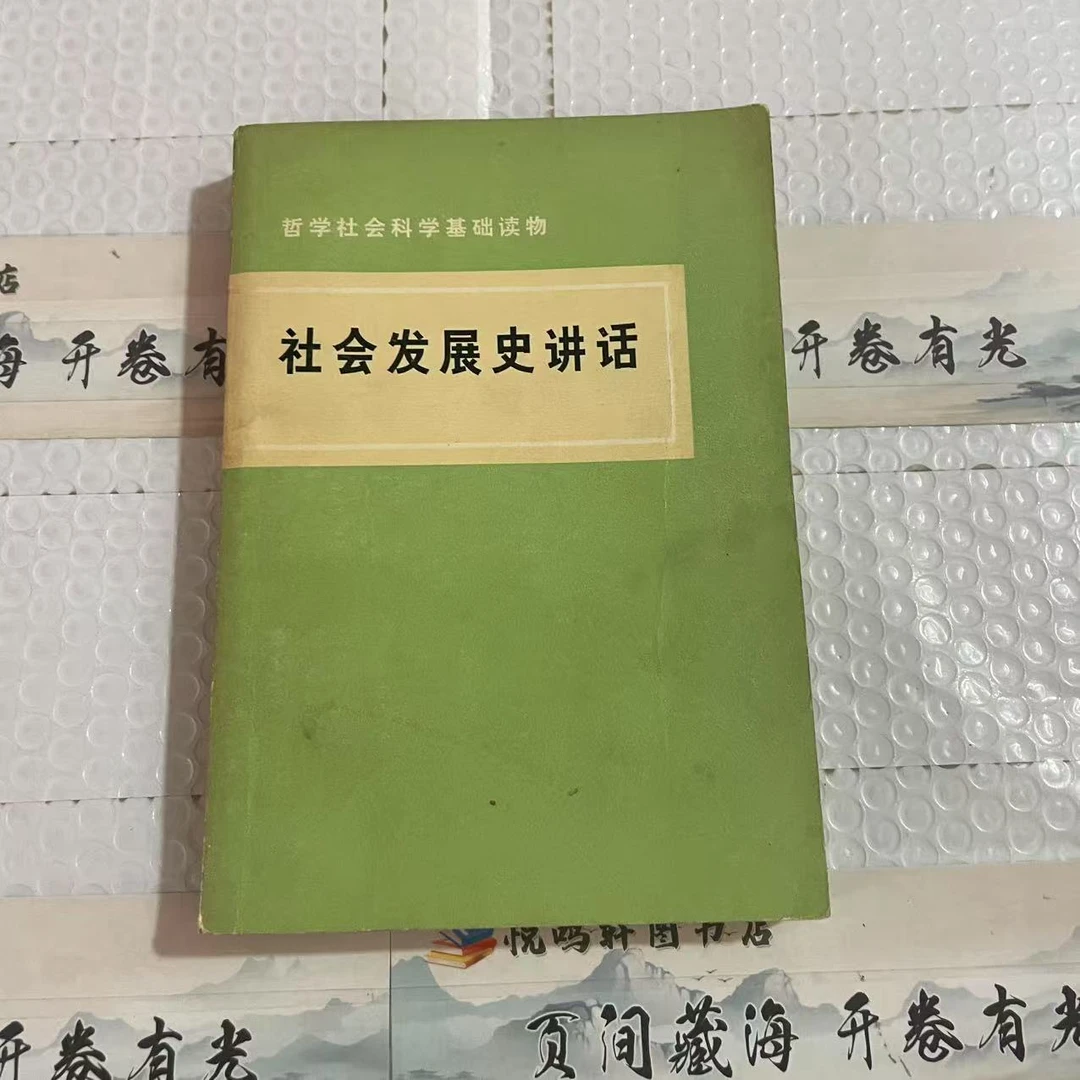 哲学社会科学基础读物
社会发展史讲话
店
海 开卷有
开卷有光
悦鸣轩图书店
开卷有光
页间藏海 开卷有光